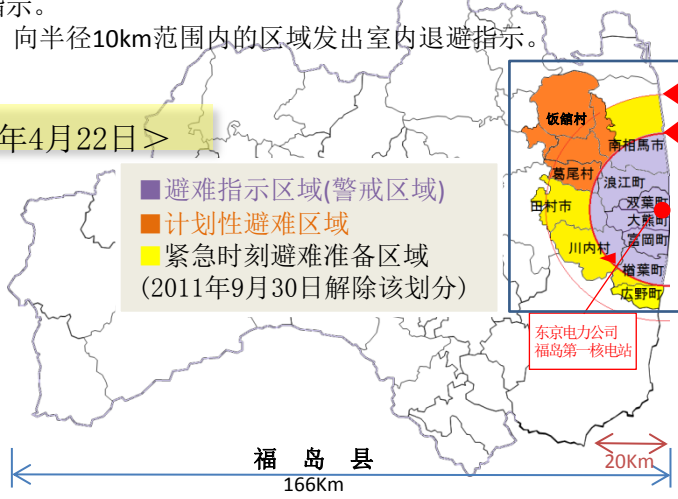 指示。
向半径10km范围内的区域发出室内退避指示。
年4月22日＞
■避难指示区域(警戒区域)
■计划性避难区域
■紧急时刻避难准备区域
(2011年9月30日解除该划分)
饭舘村
南相馬市
葛尾村
浪江町
双葉町
田村市
大熊町
富岡町
川内村
楢葉町
広野町
东京电力公司
福岛第一核电站
福 岛 县
20Km
166Km